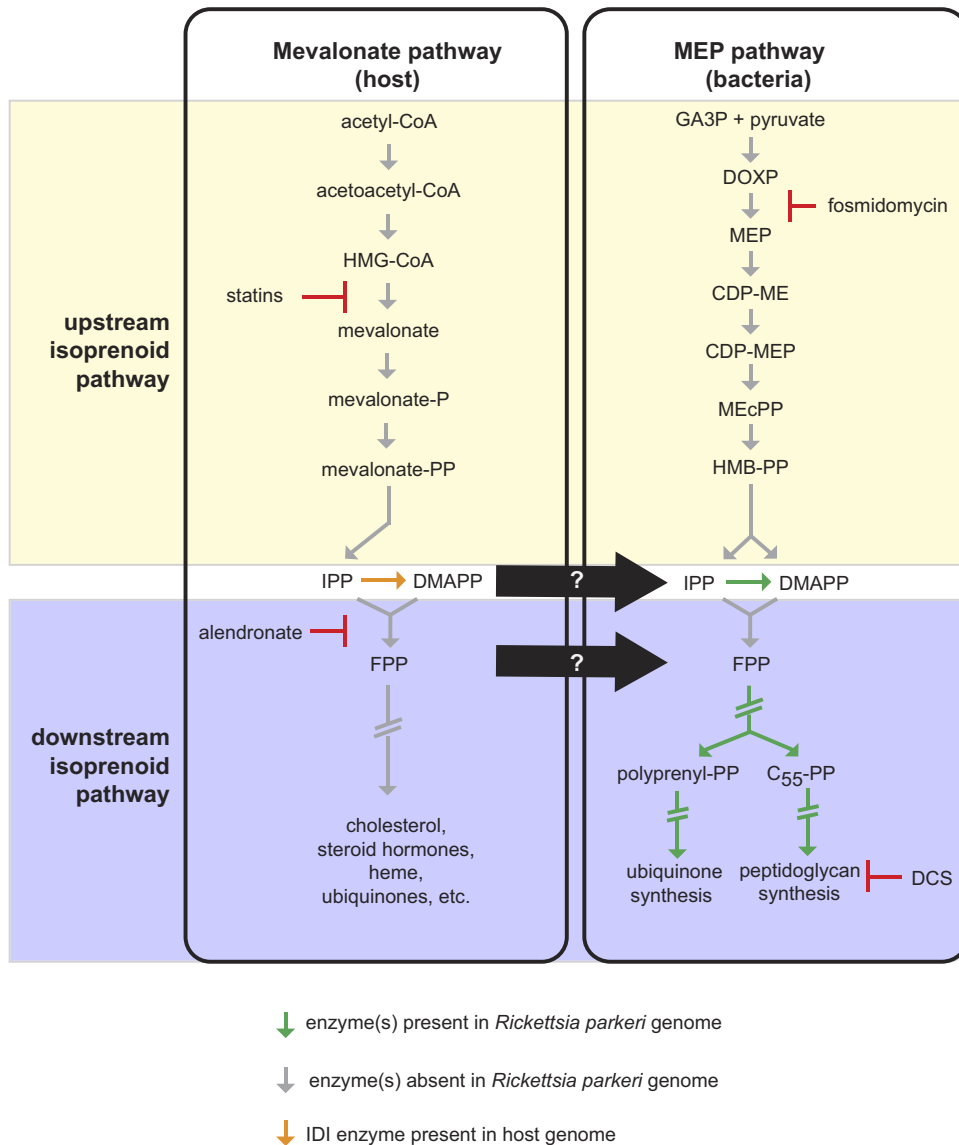 Mevalonate pathway
(host)
MEP pathway
(bacteria)
upstream
isoprenoid
pathway
acetyl-CoA
acetoacetyl-CoA
HMG-CoA
statins
mevalonate
mevalonate-P
mevalonate-PP
GA3P + pyruvate
DOXP
fosmidomycin
MEP
CDP-ME
CDP-MEP
MEcPP
HMB-PP
IPP
DMAPP
?
IPP
DMAPP
downstream
isoprenoid
pathway
alendronate
FPP
?
FPP
cholesterol,
steroid hormones,
heme,
ubiquinones, etc.
polyprenyl-PP
C55-PP
ubiquinone
synthesis
peptidoglycan
synthesis
DCS
enzyme(s) present in Rickettsia parkeri genome
enzyme(s) absent in Rickettsia parkeri genome
IDI enzyme present in host genome